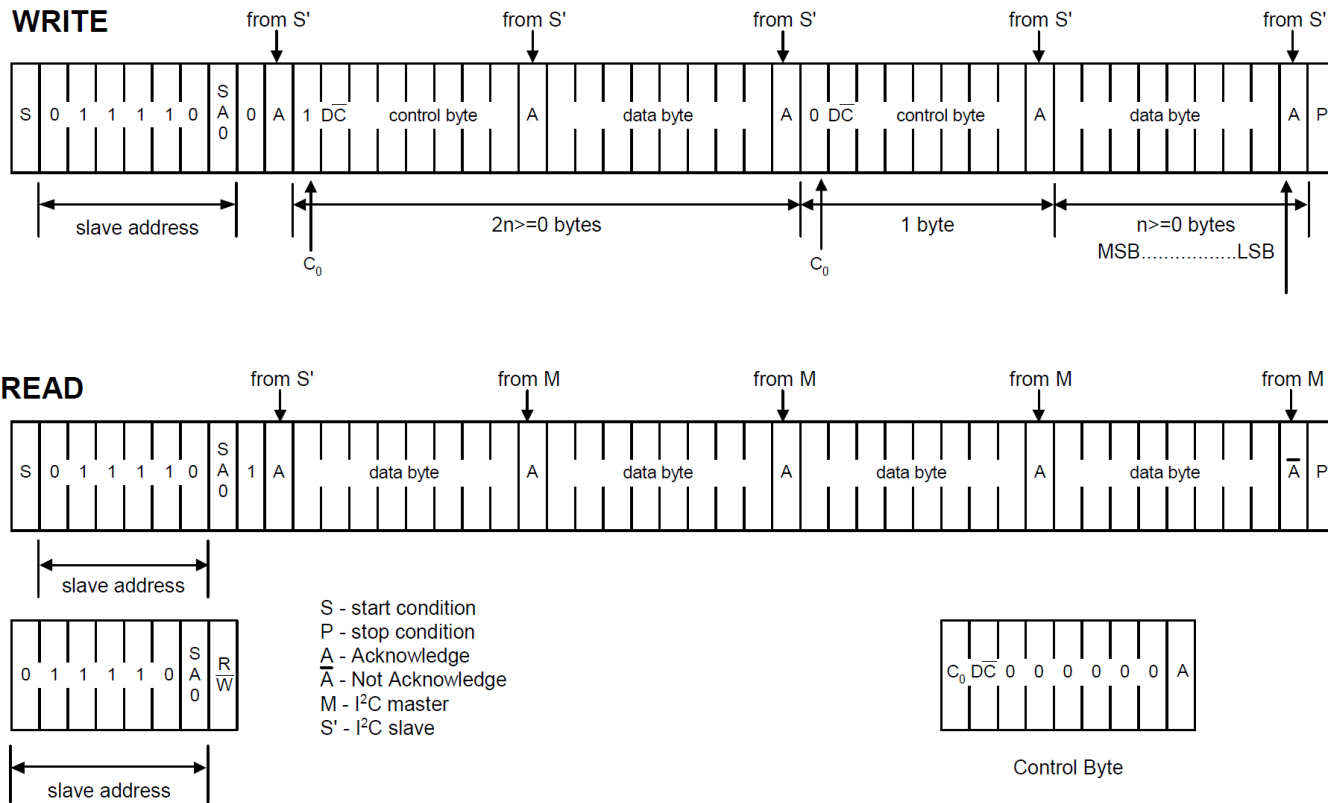 WRITE
from S' from S' from S' from S' from S'
S 0 1 1 1 1 0 SA0 0 A 1 DC̅ control byte A data byte A 0 DC̅ control byte A data byte A P
slave address 2n>=0 bytes 1 byte n>=0 bytes
MSB.................LSB
C₀ C₀
READ
from S' from M from M from M from M
S 0 1 1 1 1 0 SA0 1 A data byte A data byte A data byte A data byte A̅ P
slave address
0 1 1 1 1 0 SA0 R/W̅
slave address
S - start condition
P - stop condition
A - Acknowledge
A̅ - Not Acknowledge
M - I²C master
S' - I²C slave
C₀ DC̅ 0 0 0 0 0 0 A
Control Byte